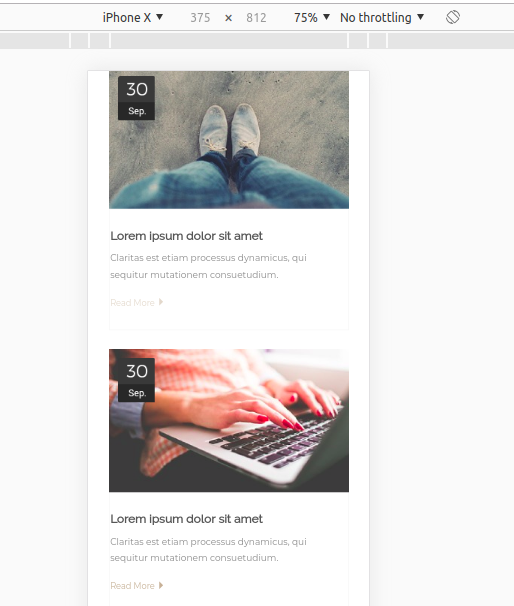 iPhone X ▼ 375 × 812 75% ▼ No throttling ▼
30
Sep.
Lorem ipsum dolor sit amet
Claritas est etiam processus dynamicus, qui
sequitur mutationem consuetudium.
Read More
30
Sep.
Lorem ipsum dolor sit amet
Claritas est etiam processus dynamicus, qui
sequitur mutationem consuetudium.
Read More